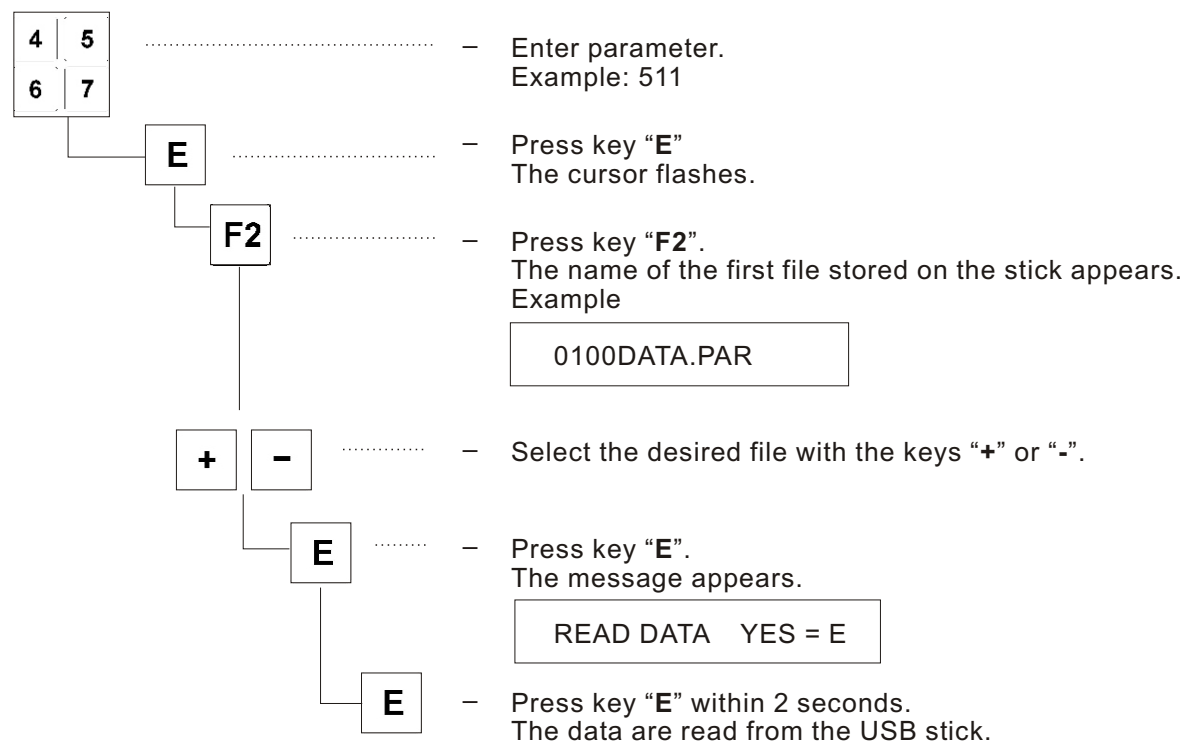 4 5
6 7
– Enter parameter.
Example: 511
E
– Press key “E”
The cursor flashes.
F2
– Press key “F2”.
The name of the first file stored on the stick appears.
Example
0100DATA.PAR
+ −
– Select the desired file with the keys “+” or “-”.
E
– Press key “E”.
The message appears.
READ DATA YES = E
E
– Press key “E” within 2 seconds.
The data are read from the USB stick.